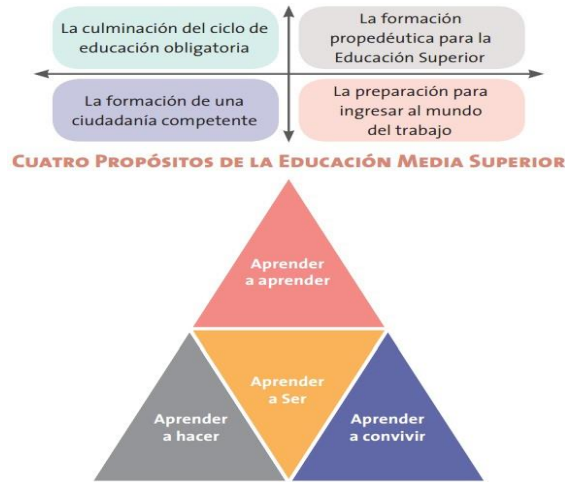 La culminación del ciclo de
educación obligatoria
La formación
propedéutica para la
Educación Superior
La formación de una
ciudadanía competente
La preparación para
ingresar al mundo
del trabajo
CUATRO PROPÓSITOS DE LA EDUCACIÓN MEDIA SUPERIOR
Aprender
a aprender
Aprender
a hacer
Aprender
a Ser
Aprender
a convivir